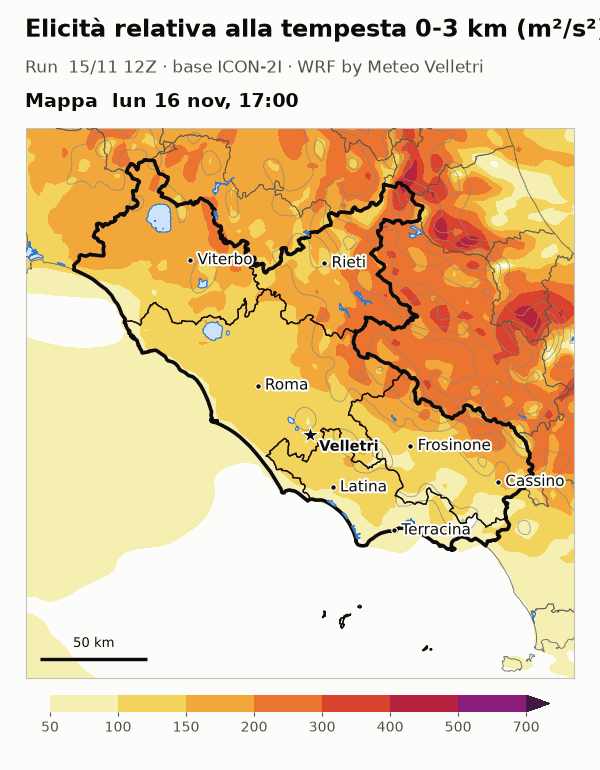 Elicità relativa alla tempesta 0-3 km (m²/s²)
Run 15/11 12Z · base ICON-2I · WRF by Meteo Velletri
Mappa lun 16 nov, 17:00
Viterbo
Rieti
Roma
Velletri
Frosinone
Cassino
Latina
Terracina
50 km
50 100 150 200 300 400 500 700